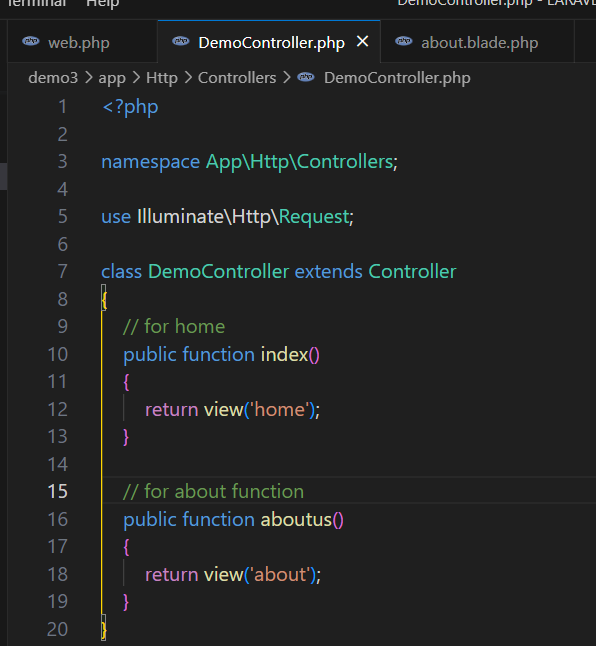 Terminal Help DemoController.php - LARAVE
web.php DemoController.php about.blade.php
demo3 > app > Http > Controllers > DemoController.php
1 <?php
2
3 namespace App\Http\Controllers;
4
5 use Illuminate\Http\Request;
6
7 class DemoController extends Controller
8 {
9 // for home
10 public function index()
11 {
12 return view('home');
13 }
14
15 // for about function
16 public function aboutus()
17 {
18 return view('about');
19 }
20 }